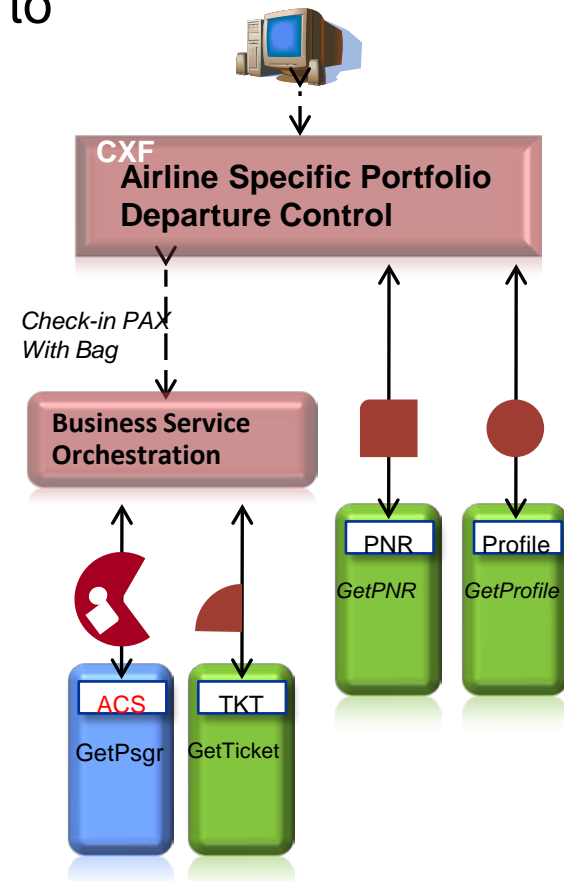 to
CXF
Airline Specific Portfolio
Departure Control
Check-in PAX
With Bag
Business Service
Orchestration
PNR
GetPNR
Profile
GetProfile
ACS
GetPsgr
TKT
GetTicket